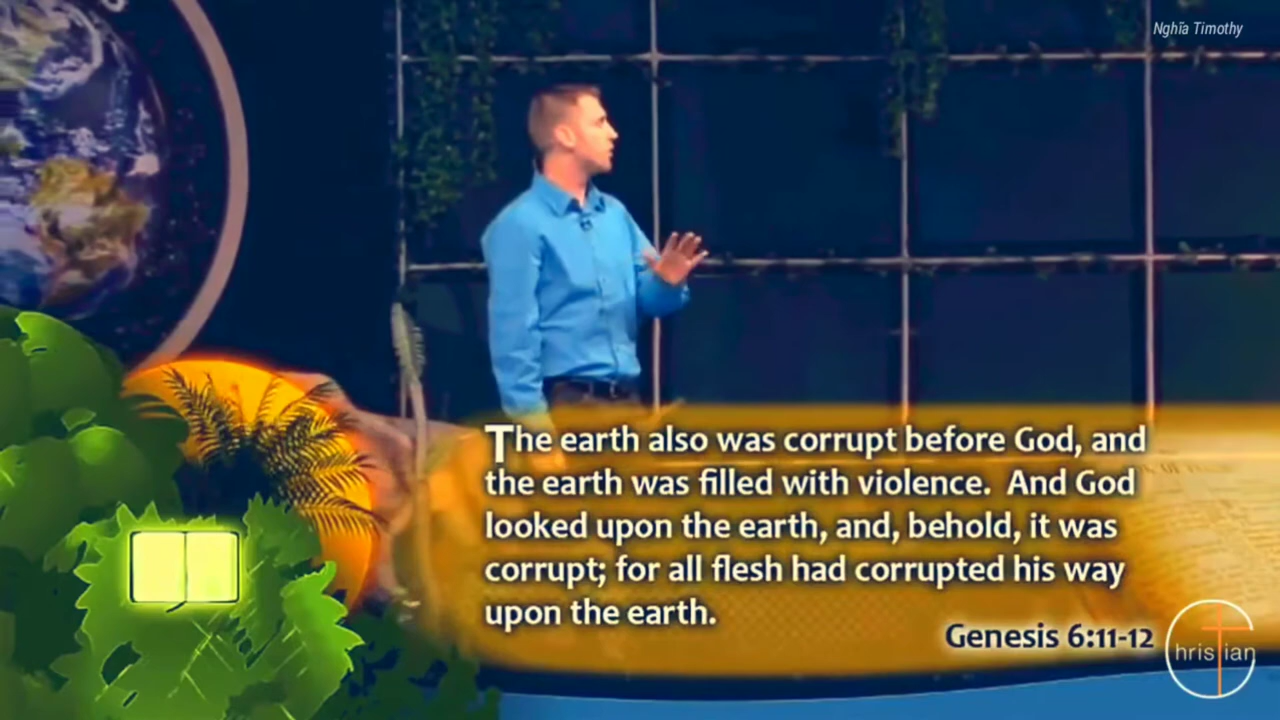 Nghĩa Timothy
The earth also was corrupt before God, and
the earth was filled with violence.  And God
looked upon the earth, and, behold, it was
corrupt; for all flesh had corrupted his way
upon the earth.
Genesis 6:11-12
Christian